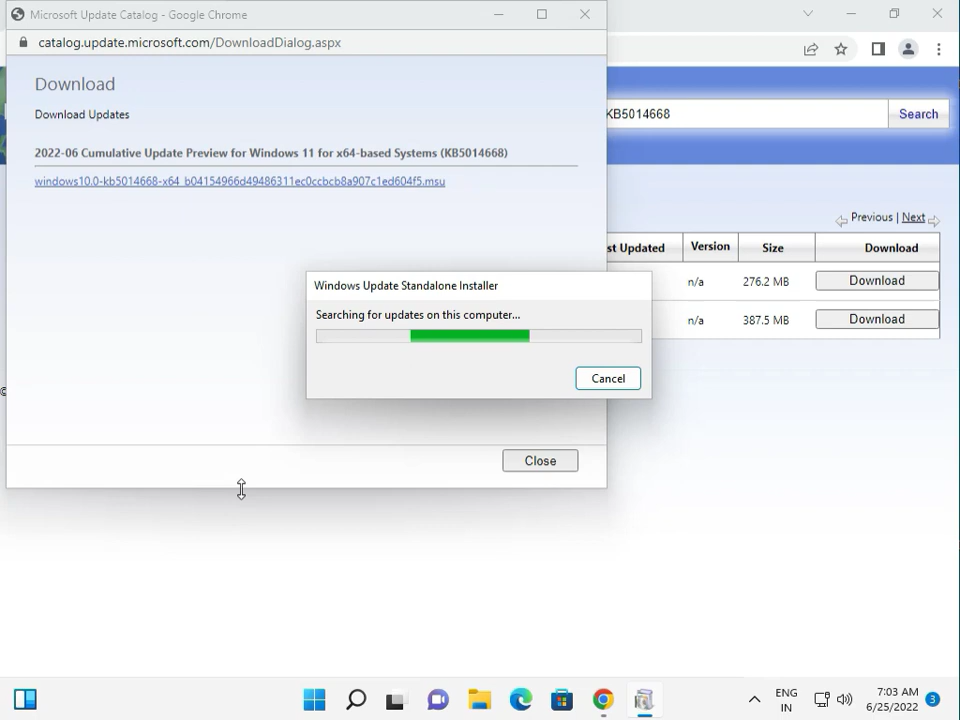 Microsoft Update Catalog - Google Chrome
catalog.update.microsoft.com/DownloadDialog.aspx
Download
Download Updates
2022-06 Cumulative Update Preview for Windows 11 for x64-based Systems (KB5014668)
windows10.0-kb5014668-x64_b04154966d49486311ec0ccbcb8a907c1ed604f5.msu
KB5014668
Search
Previous | Next
st Updated Version Size Download
n/a 276.2 MB Download
n/a 387.5 MB Download
Windows Update Standalone Installer
Searching for updates on this computer...
Cancel
Close
©
ENG
IN
7:03 AM
6/25/2022
3